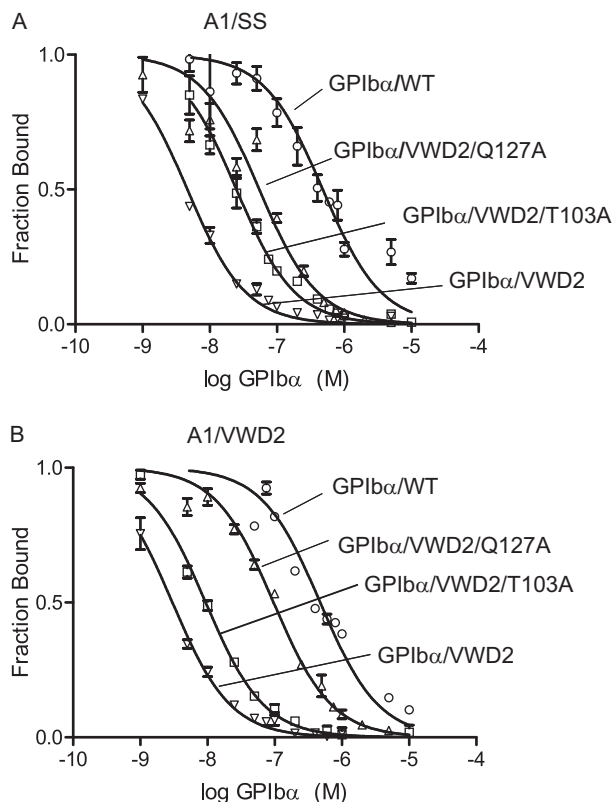 A
A1/SS
1.0
0.5
0.0
Fraction Bound
GPIbα/WT
GPIbα/VWD2/Q127A
GPIbα/VWD2/T103A
GPIbα/VWD2
-10 -9 -8 -7 -6 -5 -4
log GPIbα (M)
B
A1/VWD2
1.0
0.5
0.0
Fraction Bound
GPIbα/WT
GPIbα/VWD2/Q127A
GPIbα/VWD2/T103A
GPIbα/VWD2
-10 -9 -8 -7 -6 -5 -4
log GPIbα (M)